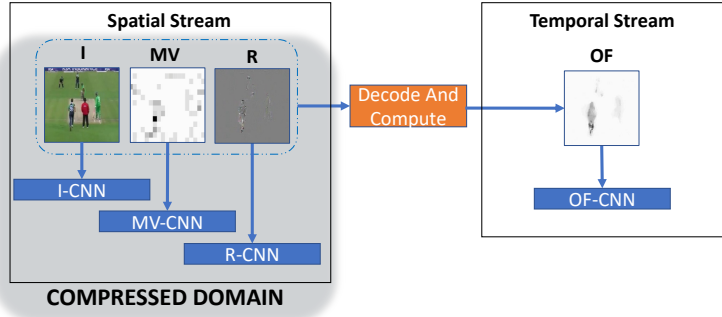 Spatial Stream
I
MV
R
I-CNN
MV-CNN
R-CNN
COMPRESSED DOMAIN
Decode And
Compute
Temporal Stream
OF
OF-CNN